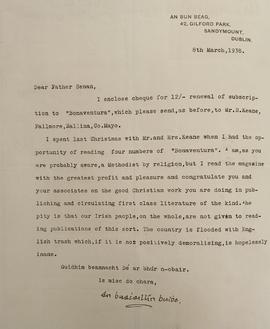 AN BUN BEAG,
42, GILFORD PARK,
SANDYMOUNT,
DUBLIN.
8th March, 1938.
Dear Father Senan,
I enclose cheque for 12/- renewal of subscrip-
tion to "Bonaventura", which please send, as before, to Mr. D. Keane,
Fallmore, Ballina, Co. Mayo.
I spent last Christmas with Mr. and Mrs. Keane when I had the op-
portunity of reading four numbers of "Bonaventura". I am, as you
are probably aware, a Methodist by religion, but I read the magazine
with the greatest profit and pleasure and congratulate you and
your associates on the good Christian work you are doing in pub-
lishing and circulating first class literature of the kind. The
pity is that our Irish people, on the whole, are not given to read-
ing publications of this sort. The country is flooded with Eng-
lish trash which, if it is not positively demoralising, is hopelessly
inane.
Guidhim beannacht Dé ar bhúr n-obair.
Is mise do chara,
An Buachaillín Buidhe.